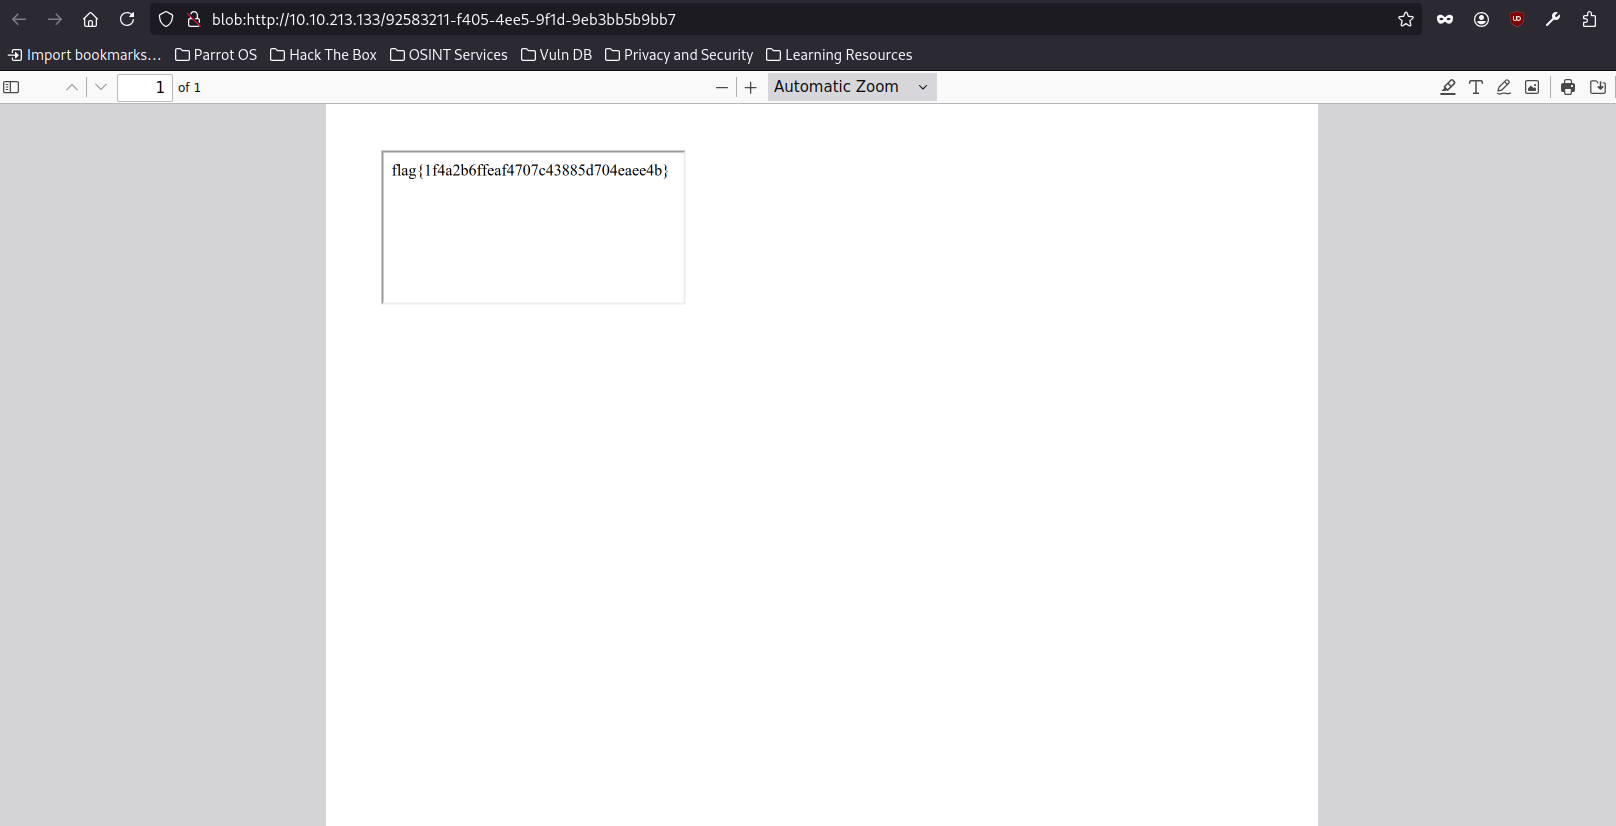 blob:http://10.10.213.133/92583211-f405-4ee5-9f1d-9eb3bb5b9bb7
Import bookmarks... Parrot OS Hack The Box OSINT Services Vuln DB Privacy and Security Learning Resources
1 of 1 Automatic Zoom
flag{1f4a2b6ffeaf4707c43885d704eaee4b}